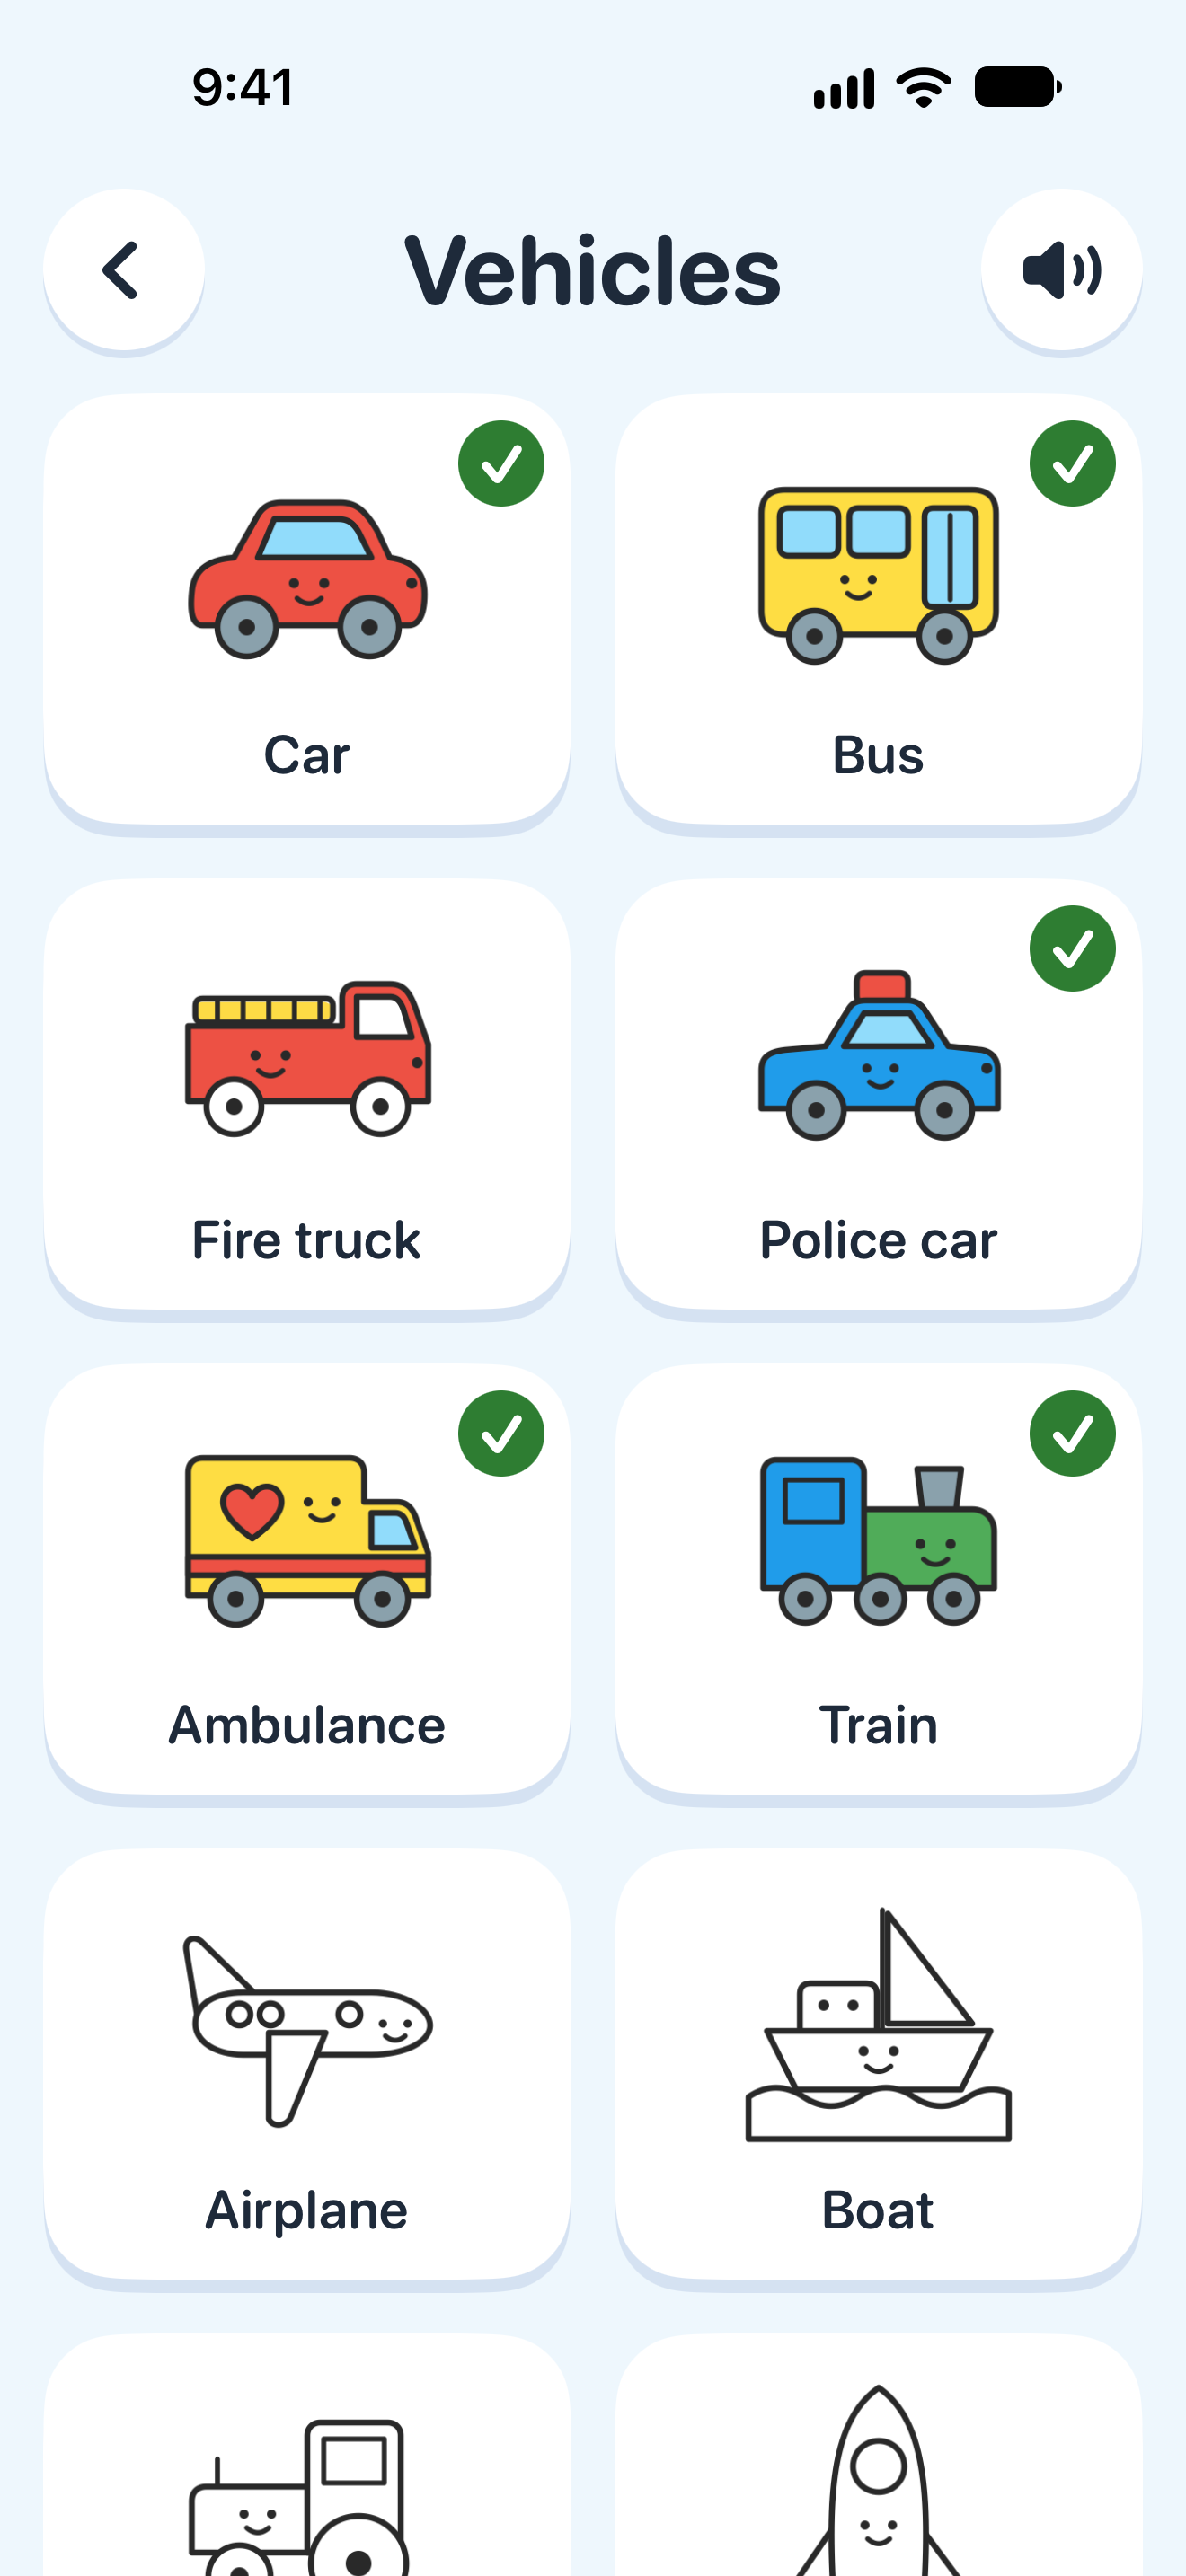 9:41
Vehicles
Car
Bus
Fire truck
Police car
Ambulance
Train
Airplane
Boat